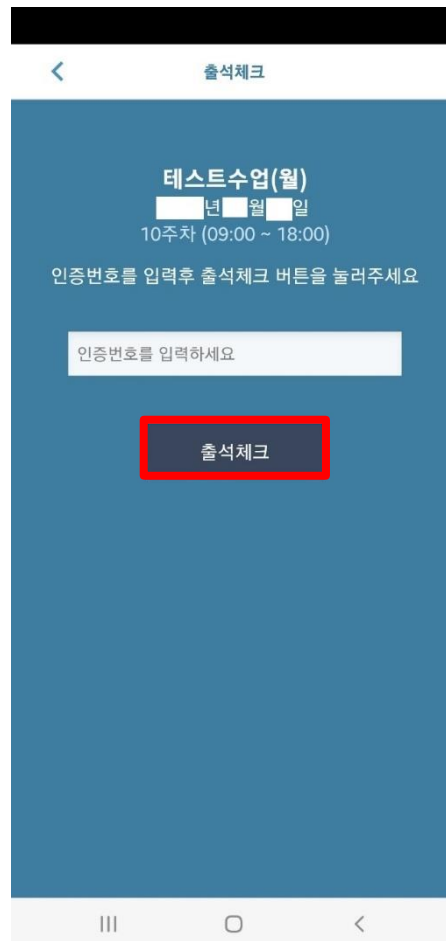 출석체크
테스트수업(월)
년 월 일
10주차 (09:00 ~ 18:00)
인증번호를 입력후 출석체크 버튼을 눌러주세요
인증번호를 입력하세요
출석체크